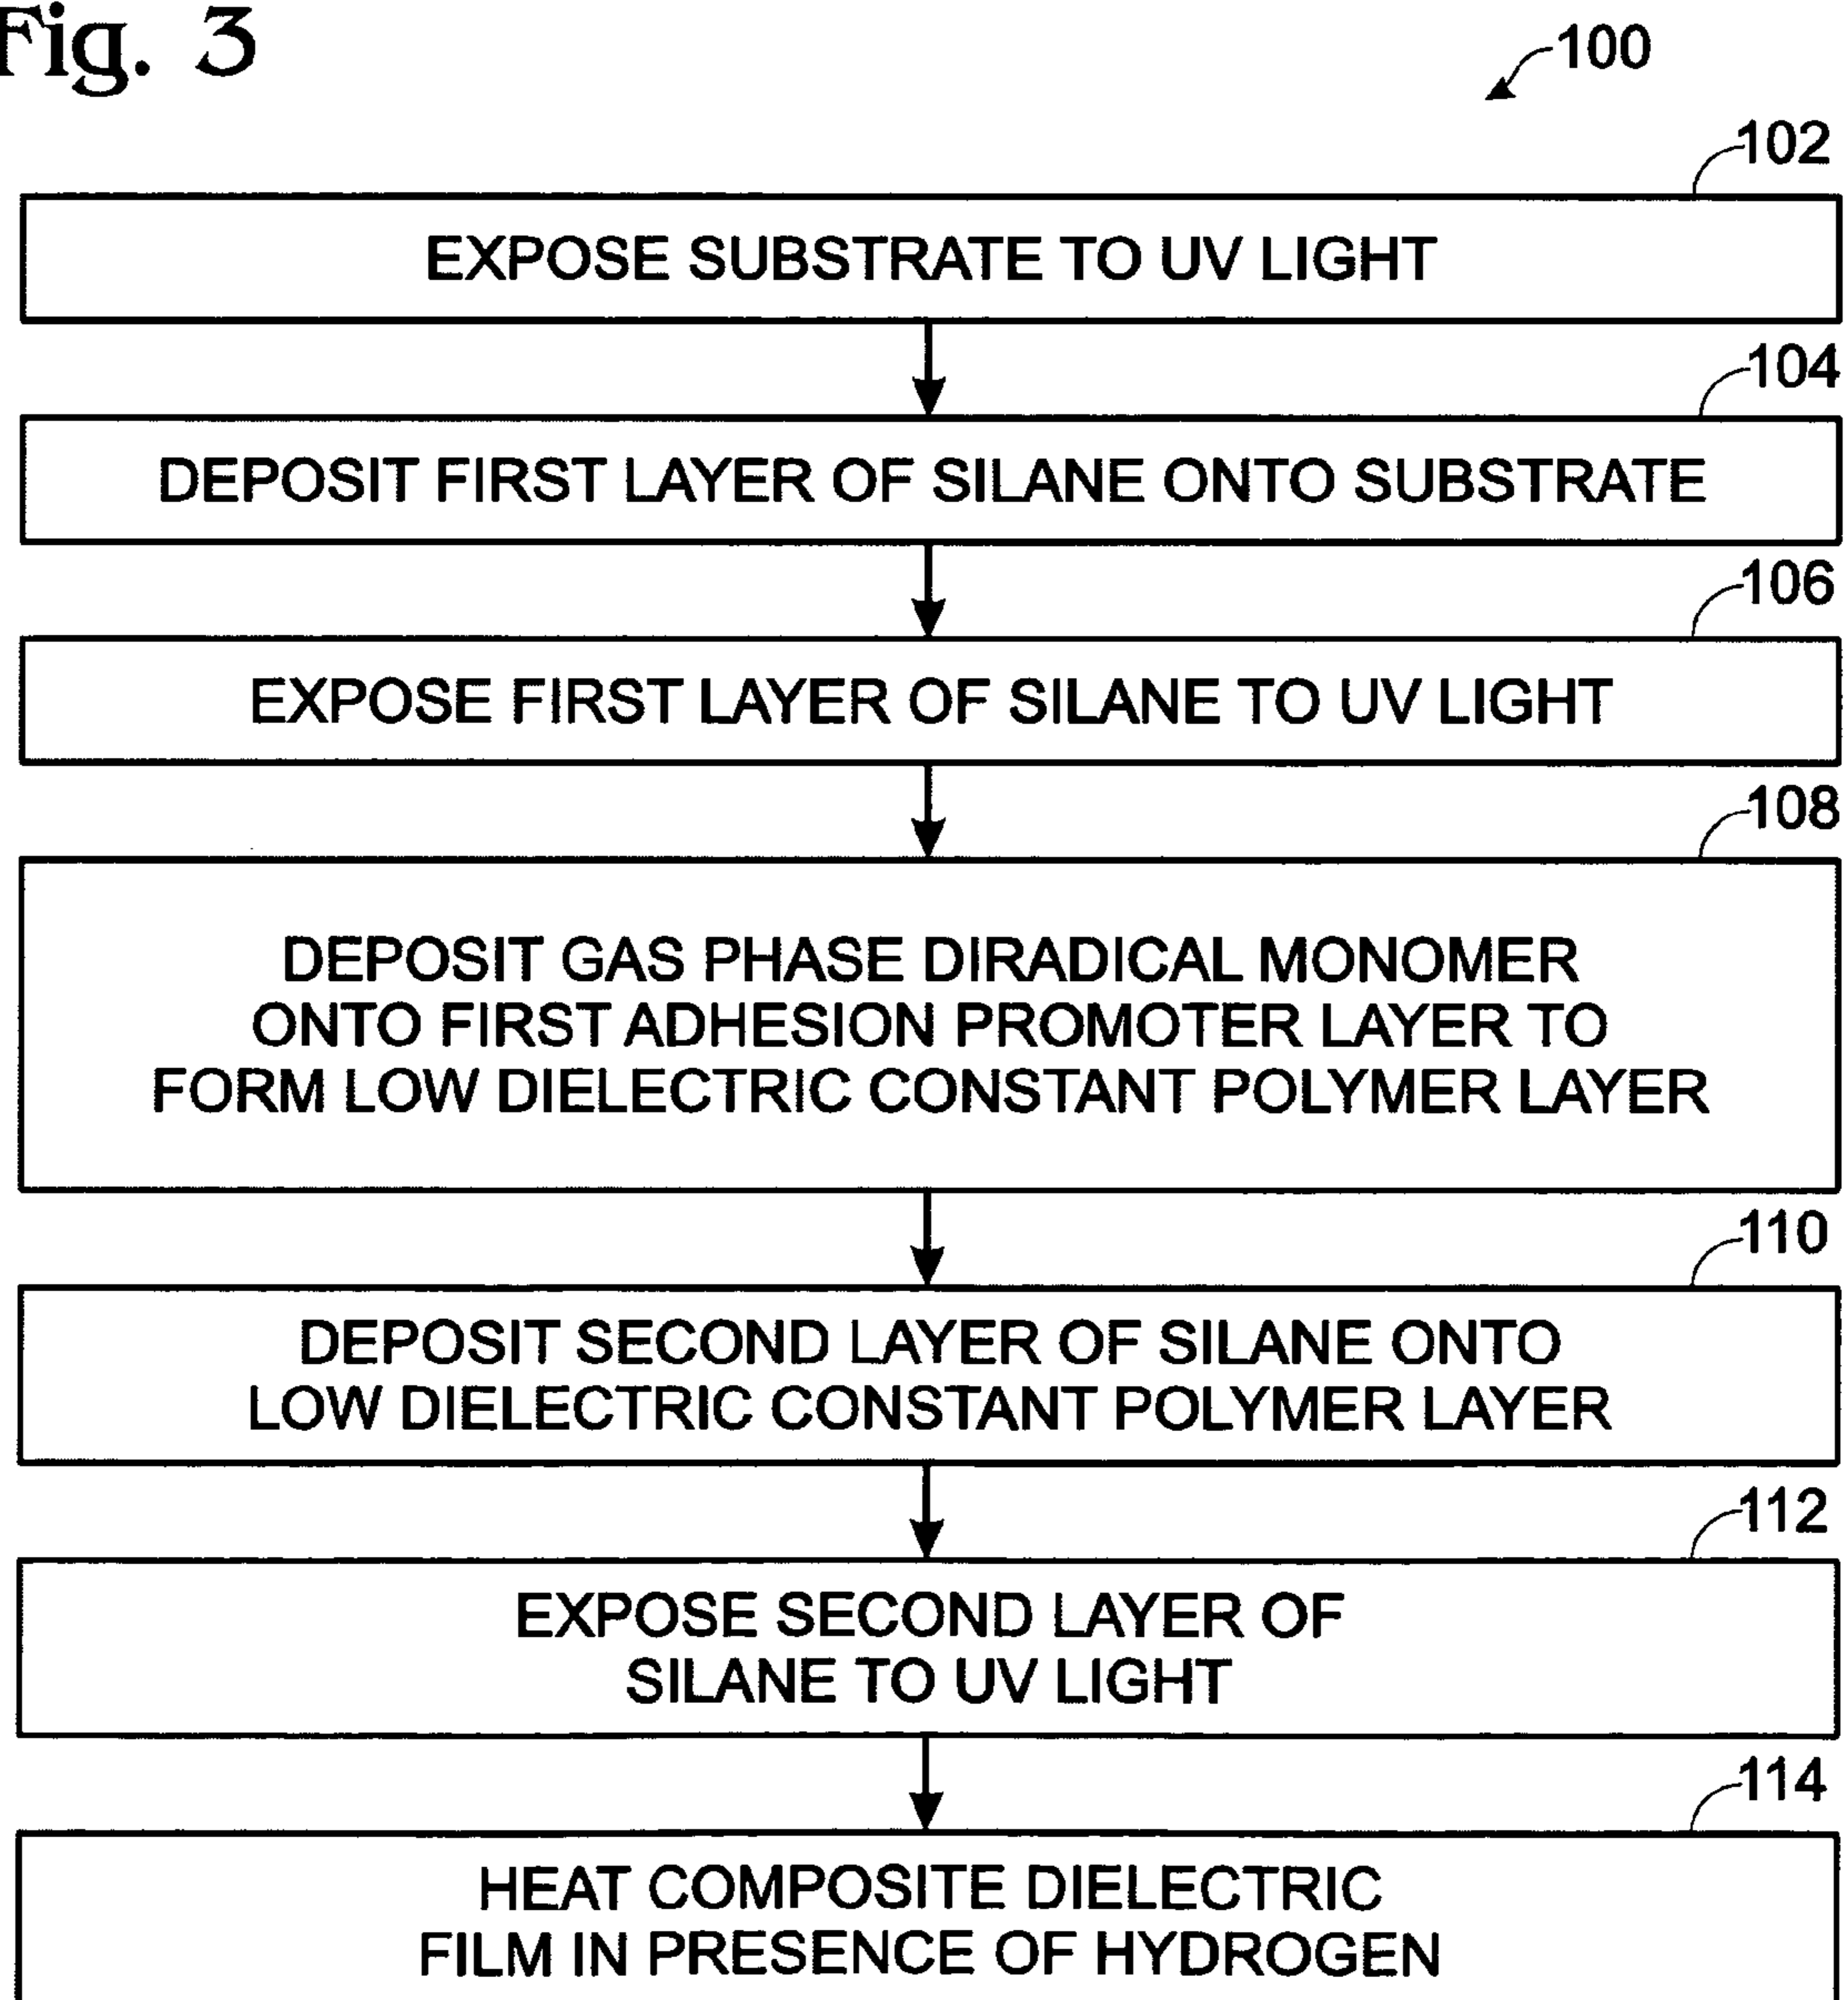 Fig. 3
100
102
EXPOSE SUBSTRATE TO UV LIGHT
104
DEPOSIT FIRST LAYER OF SILANE ONTO SUBSTRATE
106
EXPOSE FIRST LAYER OF SILANE TO UV LIGHT
108
DEPOSIT GAS PHASE DIRADICAL MONOMER
ONTO FIRST ADHESION PROMOTER LAYER TO
FORM LOW DIELECTRIC CONSTANT POLYMER LAYER
110
DEPOSIT SECOND LAYER OF SILANE ONTO
LOW DIELECTRIC CONSTANT POLYMER LAYER
112
EXPOSE SECOND LAYER OF
SILANE TO UV LIGHT
114
HEAT COMPOSITE DIELECTRIC
FILM IN PRESENCE OF HYDROGEN